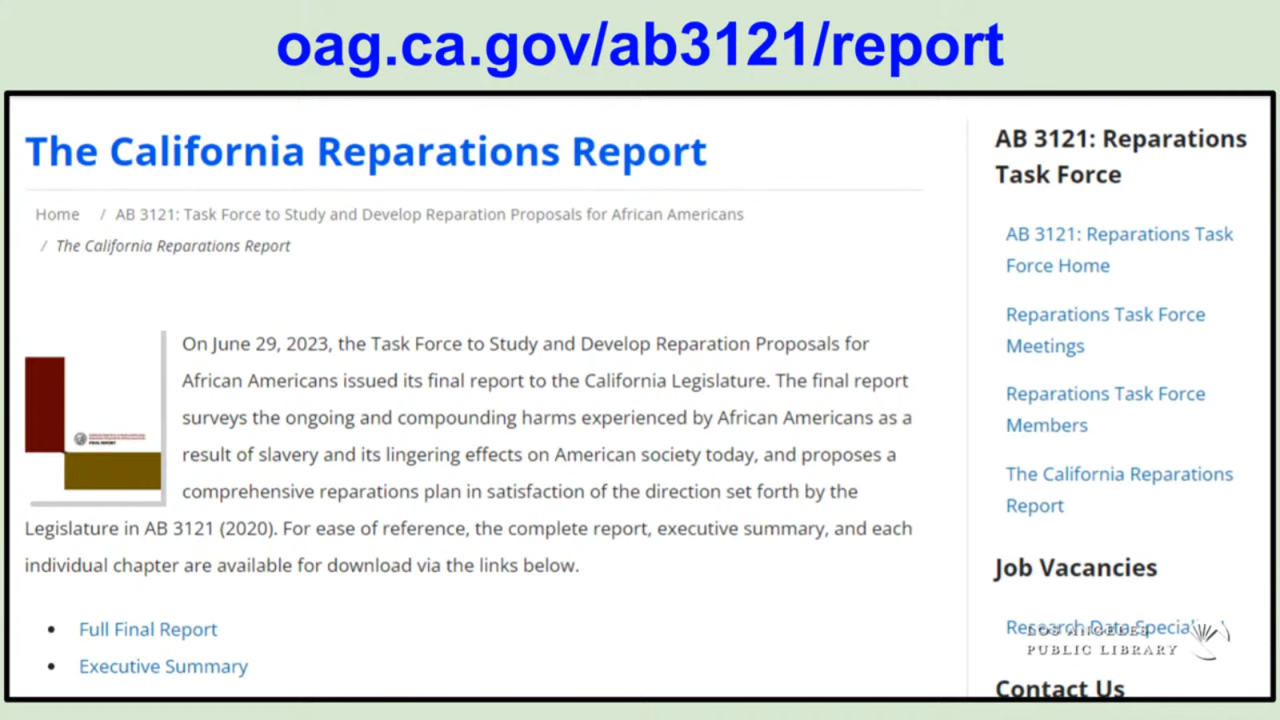 oag.ca.gov/ab3121/report
The California Reparations Report
Home / AB 3121: Task Force to Study and Develop Reparation Proposals for African Americans
/ The California Reparations Report
On June 29, 2023, the Task Force to Study and Develop Reparation Proposals for
African Americans issued its final report to the California Legislature. The final report
surveys the ongoing and compounding harms experienced by African Americans as a
result of slavery and its lingering effects on American society today, and proposes a
comprehensive reparations plan in satisfaction of the direction set forth by the
Legislature in AB 3121 (2020). For ease of reference, the complete report, executive summary, and each
individual chapter are available for download via the links below.
• Full Final Report
• Executive Summary
AB 3121: Reparations
Task Force
AB 3121: Reparations Task
Force Home
Reparations Task Force
Meetings
Reparations Task Force
Members
The California Reparations
Report
Job Vacancies
Research Data Special
LOS ANGELES
PUBLIC LIBRARY
Contact Us